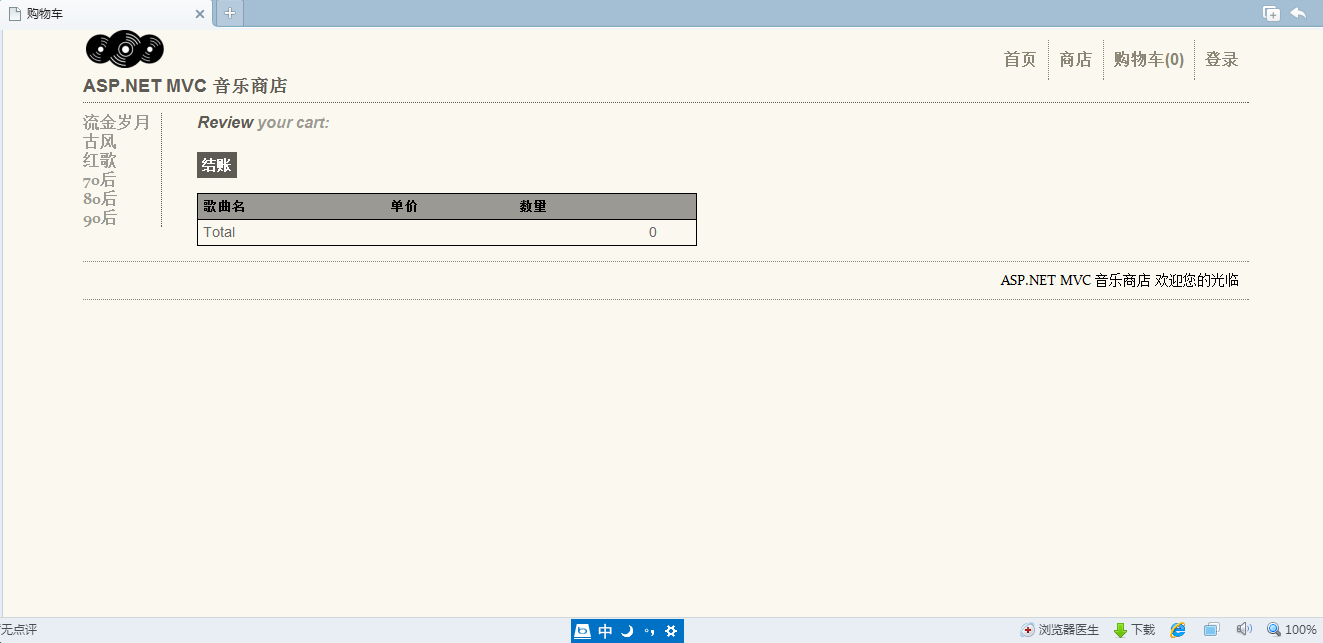 购物车
ASP.NET MVC 音乐商店
首页 商店 购物车(0) 登录
流金岁月
古风
红歌
70后
80后
90后
Review your cart:
结账
歌曲名 单价 数量
Total 0
ASP.NET MVC 音乐商店 欢迎您的光临
无点评
中
浏览器医生 下载 100%